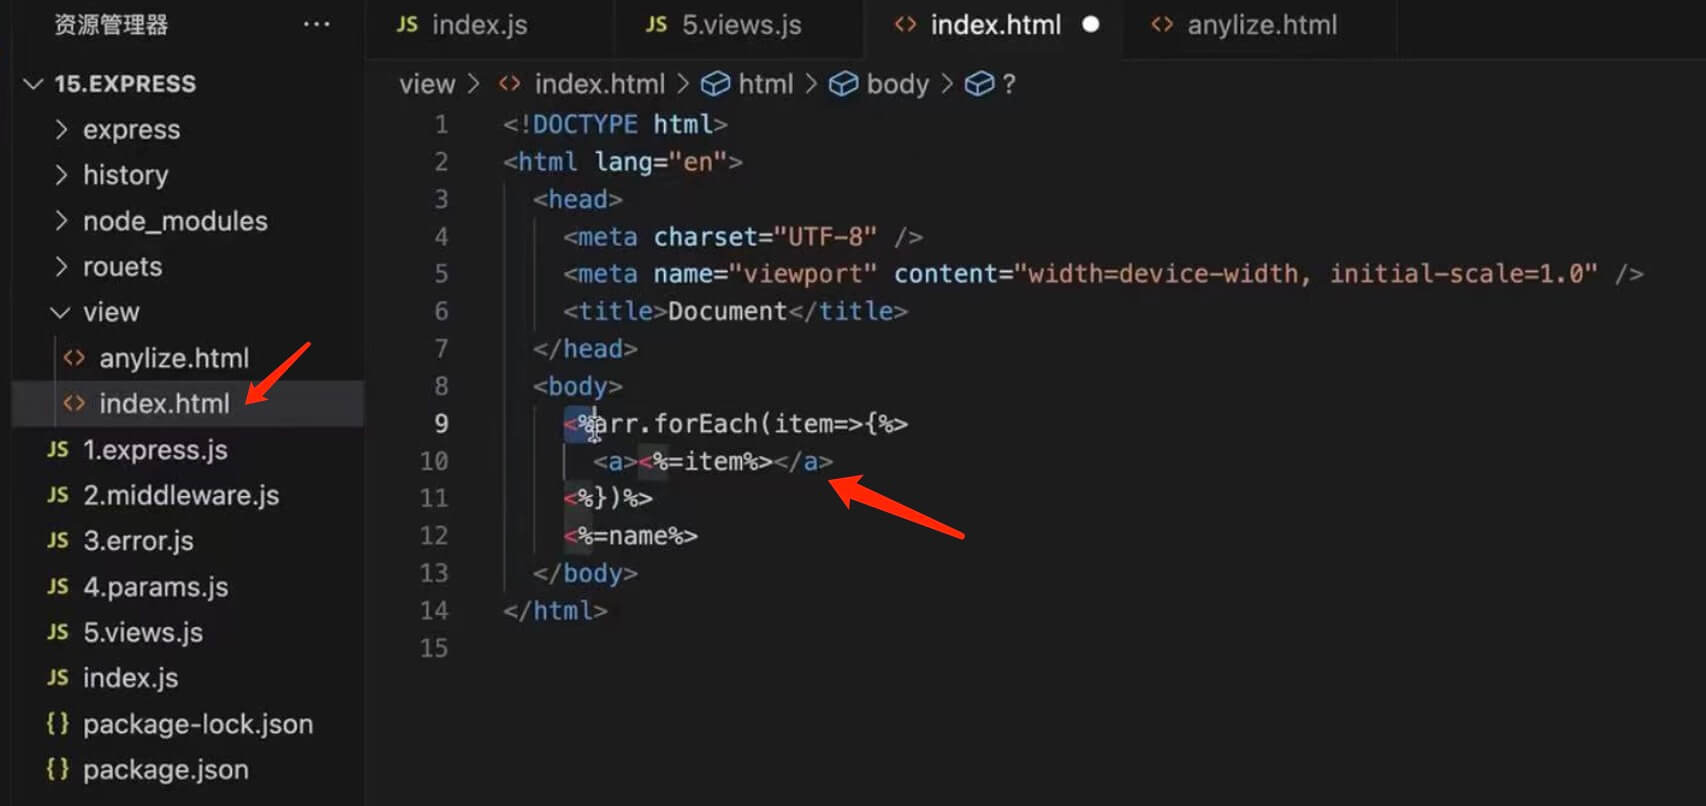 资源管理器 ...
15.EXPRESS
express
history
node_modules
rouets
view
<> anylize.html
<> index.html
JS 1.express.js
JS 2.middleware.js
JS 3.error.js
JS 4.params.js
JS 5.views.js
JS index.js
{} package-lock.json
{} package.json
JS index.js JS 5.views.js <> index.html <> anylize.html
view > <> index.html > html > body > ?
1 <!DOCTYPE html>
2 <html lang="en">
3 <head>
4 <meta charset="UTF-8" />
5 <meta name="viewport" content="width=device-width, initial-scale=1.0" />
6 <title>Document</title>
7 </head>
8 <body>
9 <%arr.forEach(item=>{%>
10 <a><%=item%></a>
11 <%})%>
12 <%=name%>
13 </body>
14 </html>
15